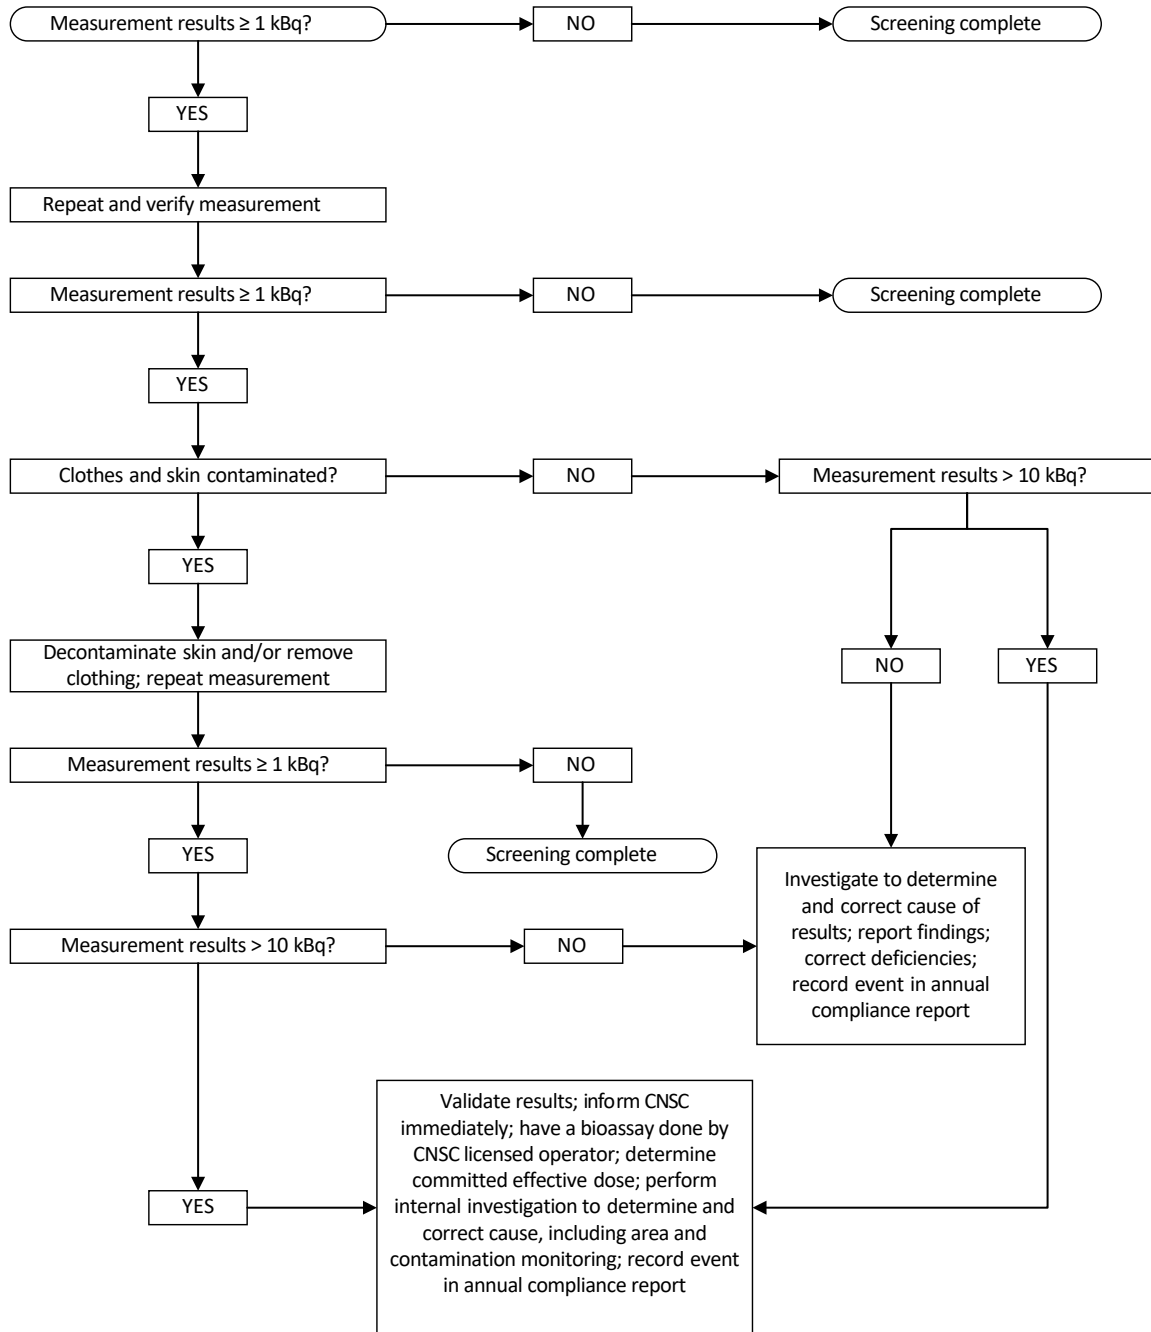 Measurement results ≥ 1 kBq?
NO
Screening complete
YES
Repeat and verify measurement
Measurement results ≥ 1 kBq?
NO
Screening complete
YES
Clothes and skin contaminated?
NO
Measurement results > 10 kBq?
YES
Decontaminate skin and/or remove
clothing; repeat measurement
NO
YES
Measurement results ≥ 1 kBq?
NO
YES
Screening complete
Investigate to determine
and correct cause of
results; report findings;
correct deficiencies;
record event in annual
compliance report
Measurement results > 10 kBq?
NO
Validate results; inform CNSC
immediately; have a bioassay done by
CNSC licensed operator; determine
committed effective dose; perform
internal investigation to determine and
correct cause, including area and
contamination monitoring; record event
in annual compliance report
YES